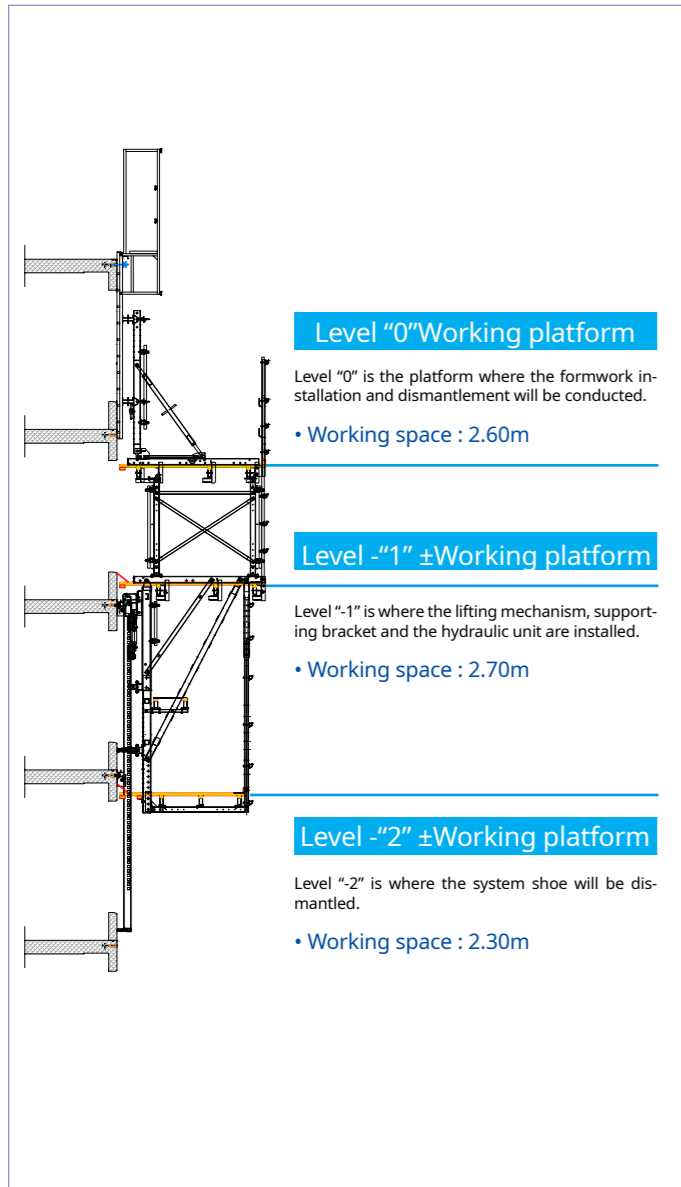 Level “0”Working platform
Level “0” is the platform where the formwork in-
stallation and dismantlement will be conducted.
• Working space : 2.60m
Level -“1” ±Working platform
Level “-1” is where the lifting mechanism, support-
ing bracket and the hydraulic unit are installed.
• Working space : 2.70m
Level -“2” ±Working platform
Level “-2” is where the system shoe will be dis-
mantled.
• Working space : 2.30m